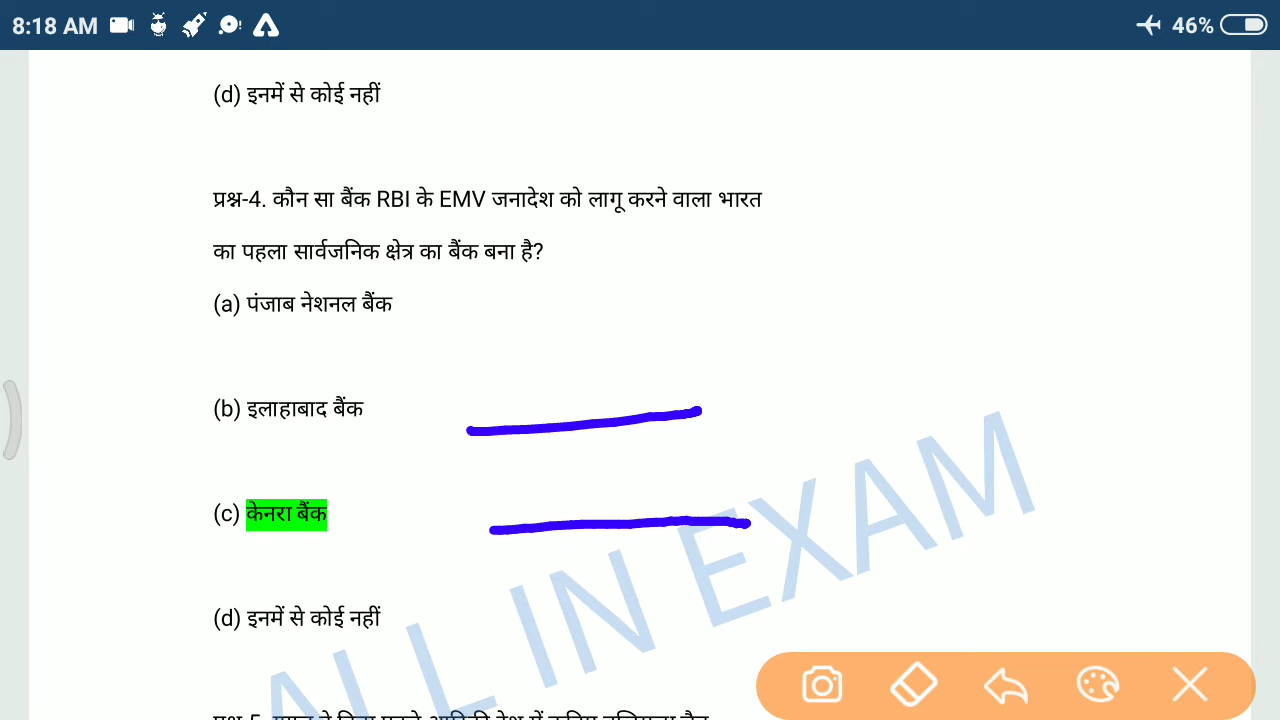 8:18 AM
46%
(d) इनमें से कोई नहीं
प्रश्न-4. कौन सा बैंक RBI के EMV जनादेश को लागू करने वाला भारत
का पहला सार्वजनिक क्षेत्र का बैंक बना है?
(a) पंजाब नेशनल बैंक
(b) इलाहाबाद बैंक
(c) केनरा बैंक
(d) इनमें से कोई नहीं
ALL IN EXAM